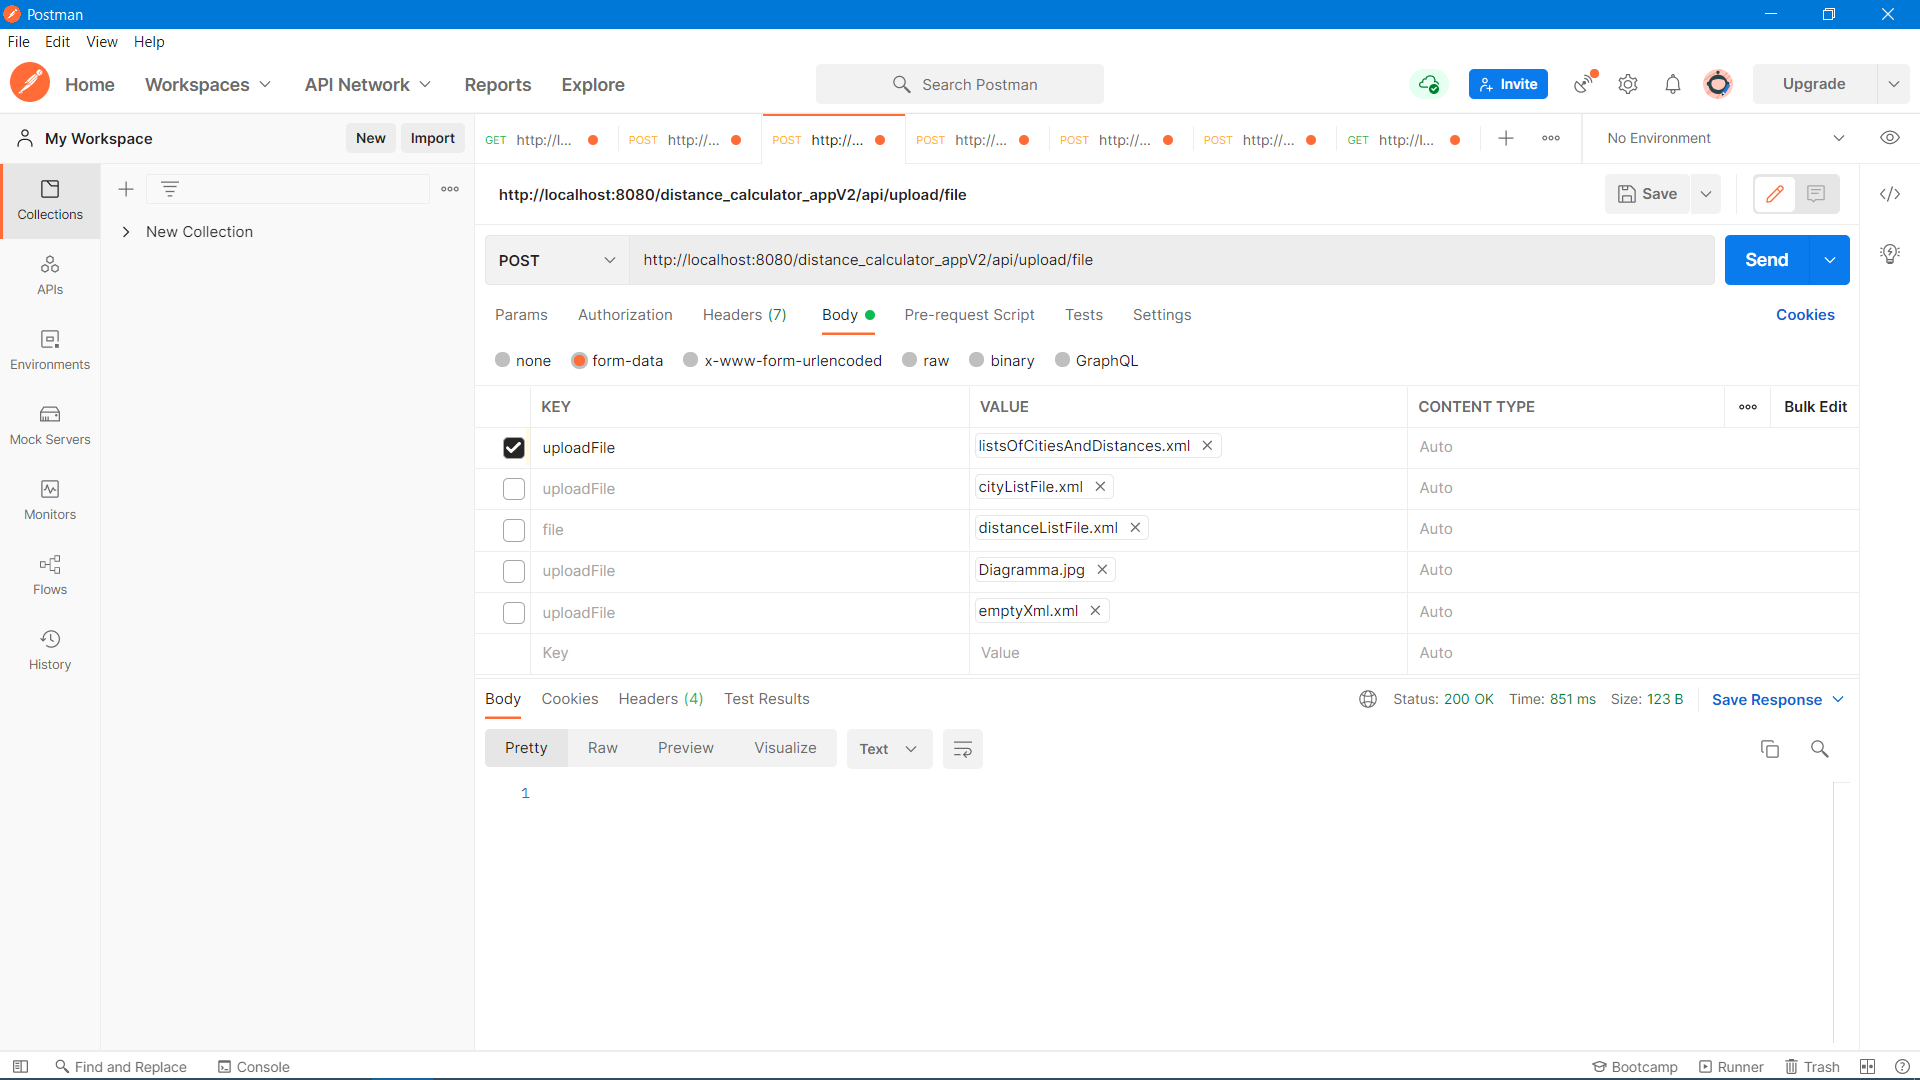 Postman
File Edit View Help
Home Workspaces API Network Reports Explore Search Postman Invite Upgrade
My Workspace New Import GET http://l... POST http://... POST http://... POST http://... POST http://... POST http://... GET http://l... No Environment
Collections
APIs
Environments
Mock Servers
Monitors
Flows
History
New Collection
http://localhost:8080/distance_calculator_appV2/api/upload/file Save
POST http://localhost:8080/distance_calculator_appV2/api/upload/file Send
Params Authorization Headers (7) Body Pre-request Script Tests Settings Cookies
none form-data x-www-form-urlencoded raw binary GraphQL
KEY VALUE CONTENT TYPE Bulk Edit
uploadFile listsOfCitiesAndDistances.xml Auto
uploadFile cityListFile.xml Auto
file distanceListFile.xml Auto
uploadFile Diagramma.jpg Auto
uploadFile emptyXml.xml Auto
Key Value Auto
Body Cookies Headers (4) Test Results Status: 200 OK Time: 851 ms Size: 123 B Save Response
Pretty Raw Preview Visualize Text
1
Find and Replace Console Bootcamp Runner Trash